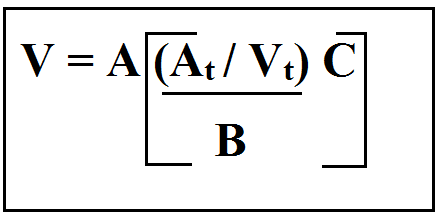 V = A [(Aₜ / Vₜ) C]
B